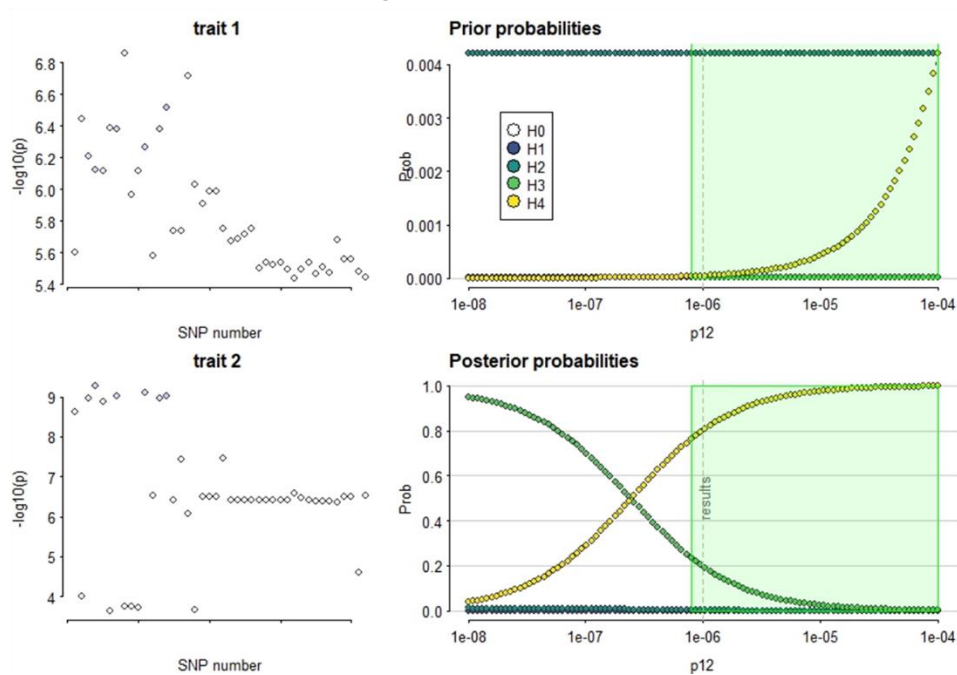 trait 1
-log10(p)
6.8
6.6
6.4
6.2
6.0
5.8
5.6
5.4
SNP number
Prior probabilities
Prob
0.004
0.003
0.002
0.001
0.000
H0
H1
H2
H3
H4
1e-08 1e-07 1e-06 1e-05 1e-04
p12
trait 2
-log10(p)
9
8
7
6
5
4
SNP number
Posterior probabilities
Prob
1.0
0.8
0.6
0.4
0.2
0.0
results
1e-08 1e-07 1e-06 1e-05 1e-04
p12